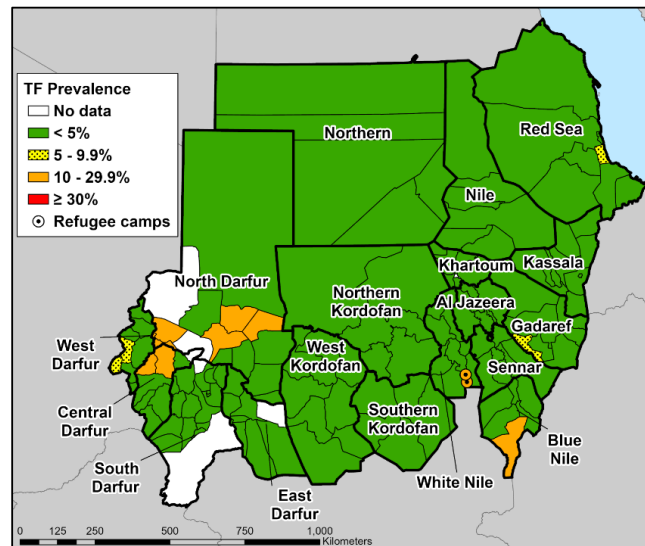 TF Prevalence
No data
< 5%
5 - 9.9%
10 - 29.9%
≥ 30%
Refugee camps
Northern
Red Sea
Nile
Khartoum
Kassala
North Darfur
Northern
Kordofan
Al Jazeera
Gadaref
West
Darfur
West
Kordofan
Sennar
Central
Darfur
Southern
Kordofan
South
Darfur
East
Darfur
White Nile
Blue
Nile
0 125 250 500 750 1,000
Kilometers